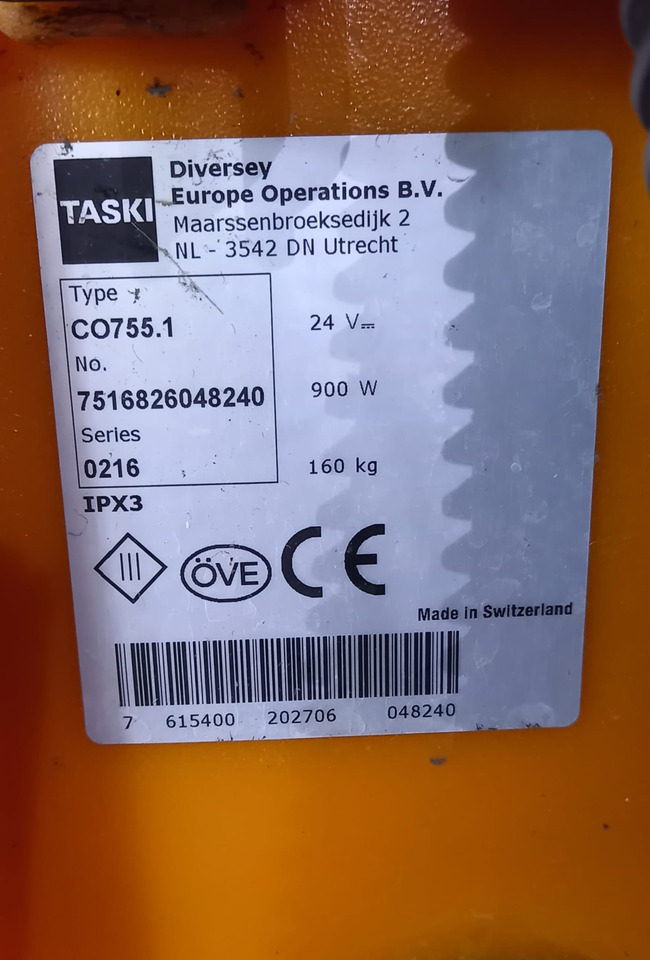 TASKI
Diversey
Europe Operations B.V.
Maarssenbroeksedijk 2
NL - 3542 DN Utrecht
Type
CO755.1
No.
7516826048240
Series
0216
24 V⎓
900 W
160 kg
IPX3
III
ÖVE
CE
Made in Switzerland
7 615400 202706 048240